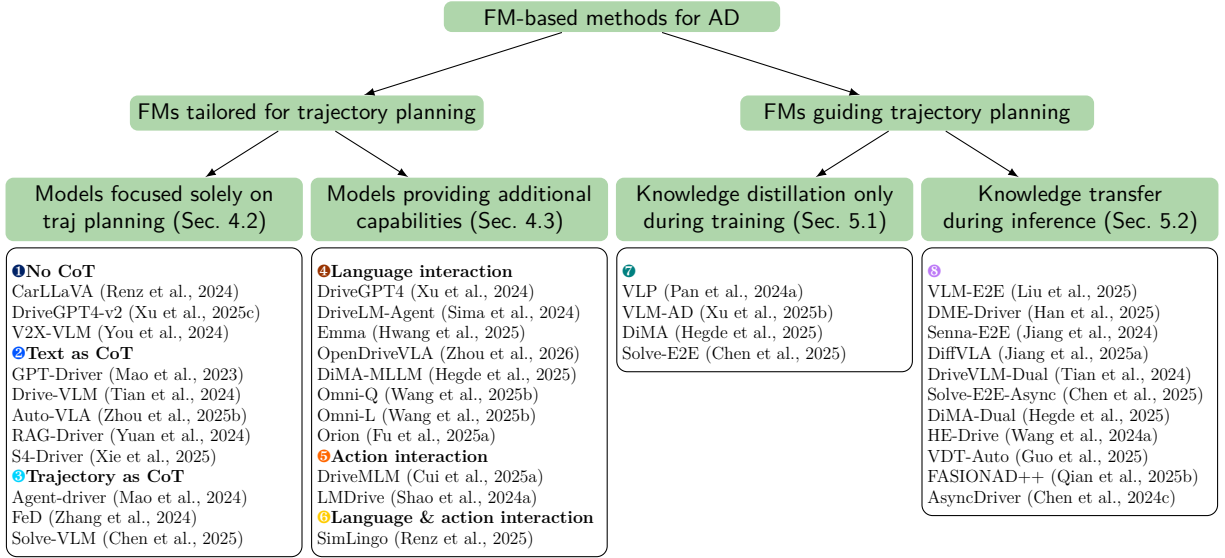 FM-based methods for AD
FMs tailored for trajectory planning
FMs guiding trajectory planning
Models focused solely on
traj planning (Sec. 4.2)
Models providing additional
capabilities (Sec. 4.3)
Knowledge distillation only
during training (Sec. 5.1)
Knowledge transfer
during inference (Sec. 5.2)
❶No CoT
CarLLaVA (Renz et al., 2024)
DriveGPT4-v2 (Xu et al., 2025c)
V2X-VLM (You et al., 2024)
❷Text as CoT
GPT-Driver (Mao et al., 2023)
Drive-VLM (Tian et al., 2024)
Auto-VLA (Zhou et al., 2025b)
RAG-Driver (Yuan et al., 2024)
S4-Driver (Xie et al., 2025)
❸Trajectory as CoT
Agent-driver (Mao et al., 2024)
FeD (Zhang et al., 2024)
Solve-VLM (Chen et al., 2025)
❹Language interaction
DriveGPT4 (Xu et al., 2024)
DriveLM-Agent (Sima et al., 2024)
Emma (Hwang et al., 2025)
OpenDriveVLA (Zhou et al., 2026)
DiMA-MLLM (Hegde et al., 2025)
Omni-Q (Wang et al., 2025b)
Omni-L (Wang et al., 2025b)
Orion (Fu et al., 2025a)
❺Action interaction
DriveMLM (Cui et al., 2025a)
LMDrive (Shao et al., 2024a)
❻Language & action interaction
SimLingo (Renz et al., 2025)
❼
VLP (Pan et al., 2024a)
VLM-AD (Xu et al., 2025b)
DiMA (Hegde et al., 2025)
Solve-E2E (Chen et al., 2025)
❽
VLM-E2E (Liu et al., 2025)
DME-Driver (Han et al., 2025)
Senna-E2E (Jiang et al., 2024)
DiffVLA (Jiang et al., 2025a)
DriveVLM-Dual (Tian et al., 2024)
Solve-E2E-Async (Chen et al., 2025)
DiMA-Dual (Hegde et al., 2025)
HE-Drive (Wang et al., 2024a)
VDT-Auto (Guo et al., 2025)
FASIONAD++ (Qian et al., 2025b)
AsyncDriver (Chen et al., 2024c)